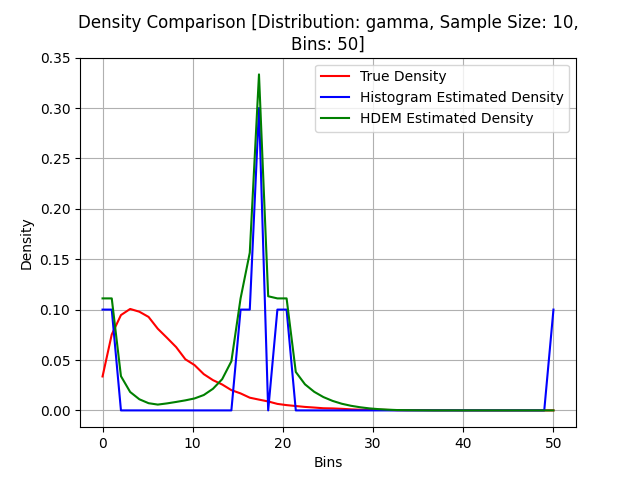 Density Comparison [Distribution: gamma, Sample Size: 10,
Bins: 50]
True Density
Histogram Estimated Density
HDEM Estimated Density
Density
0.35
0.30
0.25
0.20
0.15
0.10
0.05
0.00
0 10 20 30 40 50
Bins